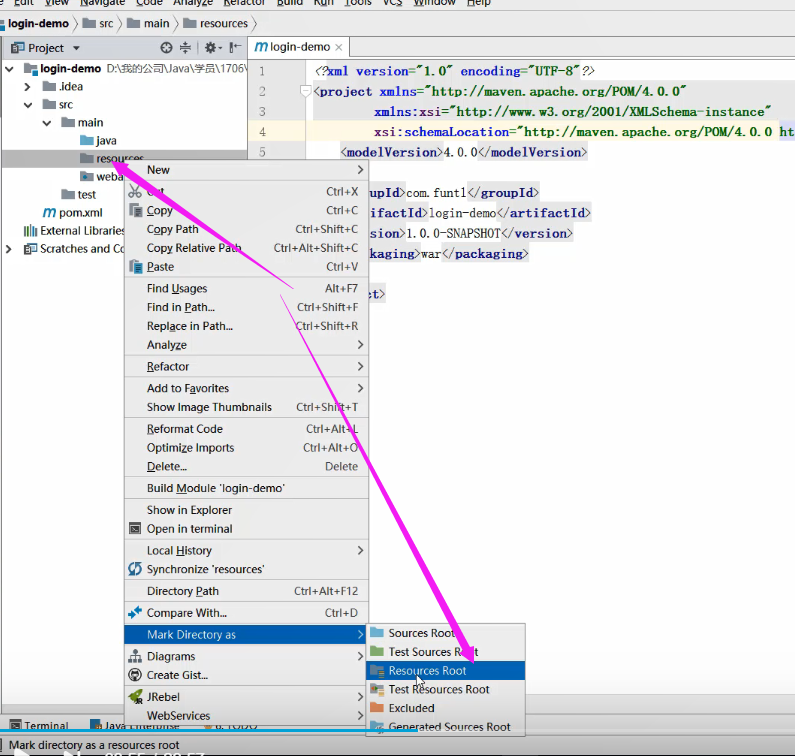 Edit View Navigate Code Analyze Refactor Build Run Tools VCS Window Help
login-demo src main resources
Project
login-demo
login-demo D:\我的公司\Java\学员\1706\
.idea
src
main
java
resources
weba
test
pom.xml
External Libraries
Scratches and Co
1 <?xml version="1.0" encoding="UTF-8"?>
2 <project xmlns="http://maven.apache.org/POM/4.0.0"
3 xmlns:xsi="http://www.w3.org/2001/XMLSchema-instance"
4 xsi:schemaLocation="http://maven.apache.org/POM/4.0.0 ht
5 <modelVersion>4.0.0</modelVersion>
upId>com.funtl</groupId>
ifactId>login-demo</artifactId>
sion>1.0.0-SNAPSHOT</version>
kaging>war</packaging>
ct>
New
Cut Ctrl+X
Copy Ctrl+C
Copy Path Ctrl+Shift+C
Copy Relative Path Ctrl+Alt+Shift+C
Paste Ctrl+V
Find Usages Alt+F7
Find in Path... Ctrl+Shift+F
Replace in Path... Ctrl+Shift+R
Analyze
Refactor
Add to Favorites
Show Image Thumbnails Ctrl+Shift+T
Reformat Code Ctrl+Alt+L
Optimize Imports Ctrl+Alt+O
Delete... Delete
Build Module 'login-demo'
Show in Explorer
Open in terminal
Local History
Synchronize 'resources'
Directory Path Ctrl+Alt+F12
Compare With... Ctrl+D
Mark Directory as
Diagrams
Create Gist...
JRebel
WebServices
Sources Root
Test Sources Root
Resources Root
Test Resources Root
Excluded
Generated Sources Root
Terminal Java Enterprise 6: TODO
Mark directory as a resources root